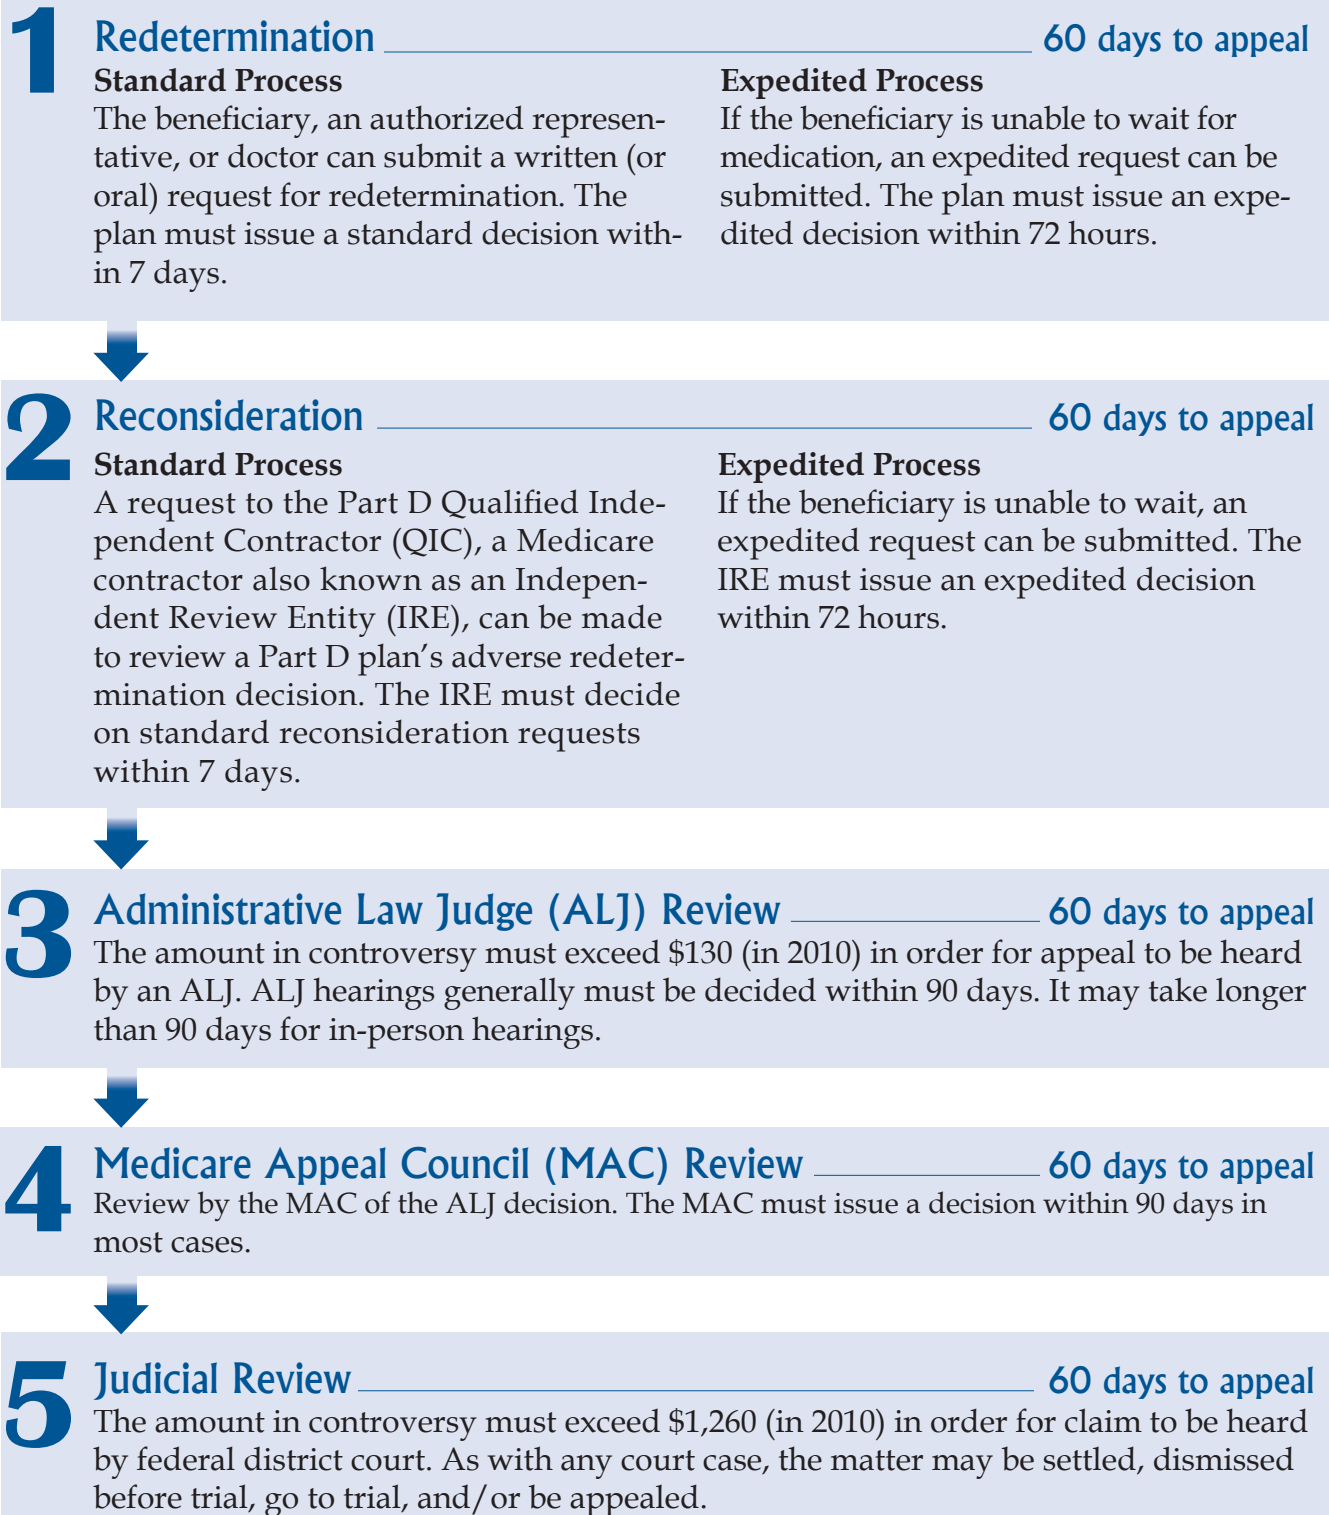 1
Redetermination 60 days to appeal
Standard Process
The beneficiary, an authorized represen-
tative, or doctor can submit a written (or
oral) request for redetermination. The
plan must issue a standard decision with-
in 7 days.
Expedited Process
If the beneficiary is unable to wait for
medication, an expedited request can be
submitted. The plan must issue an expe-
dited decision within 72 hours.
2
Reconsideration 60 days to appeal
Standard Process
A request to the Part D Qualified Inde-
pendent Contractor (QIC), a Medicare
contractor also known as an Indepen-
dent Review Entity (IRE), can be made
to review a Part D plan’s adverse redeter-
mination decision. The IRE must decide
on standard reconsideration requests
within 7 days.
Expedited Process
If the beneficiary is unable to wait, an
expedited request can be submitted. The
IRE must issue an expedited decision
within 72 hours.
3
Administrative Law Judge (ALJ) Review 60 days to appeal
The amount in controversy must exceed $130 (in 2010) in order for appeal to be heard
by an ALJ. ALJ hearings generally must be decided within 90 days. It may take longer
than 90 days for in-person hearings.
4
Medicare Appeal Council (MAC) Review 60 days to appeal
Review by the MAC of the ALJ decision. The MAC must issue a decision within 90 days in
most cases.
5
Judicial Review 60 days to appeal
The amount in controversy must exceed $1,260 (in 2010) in order for claim to be heard
by federal district court. As with any court case, the matter may be settled, dismissed
before trial, go to trial, and/or be appealed.